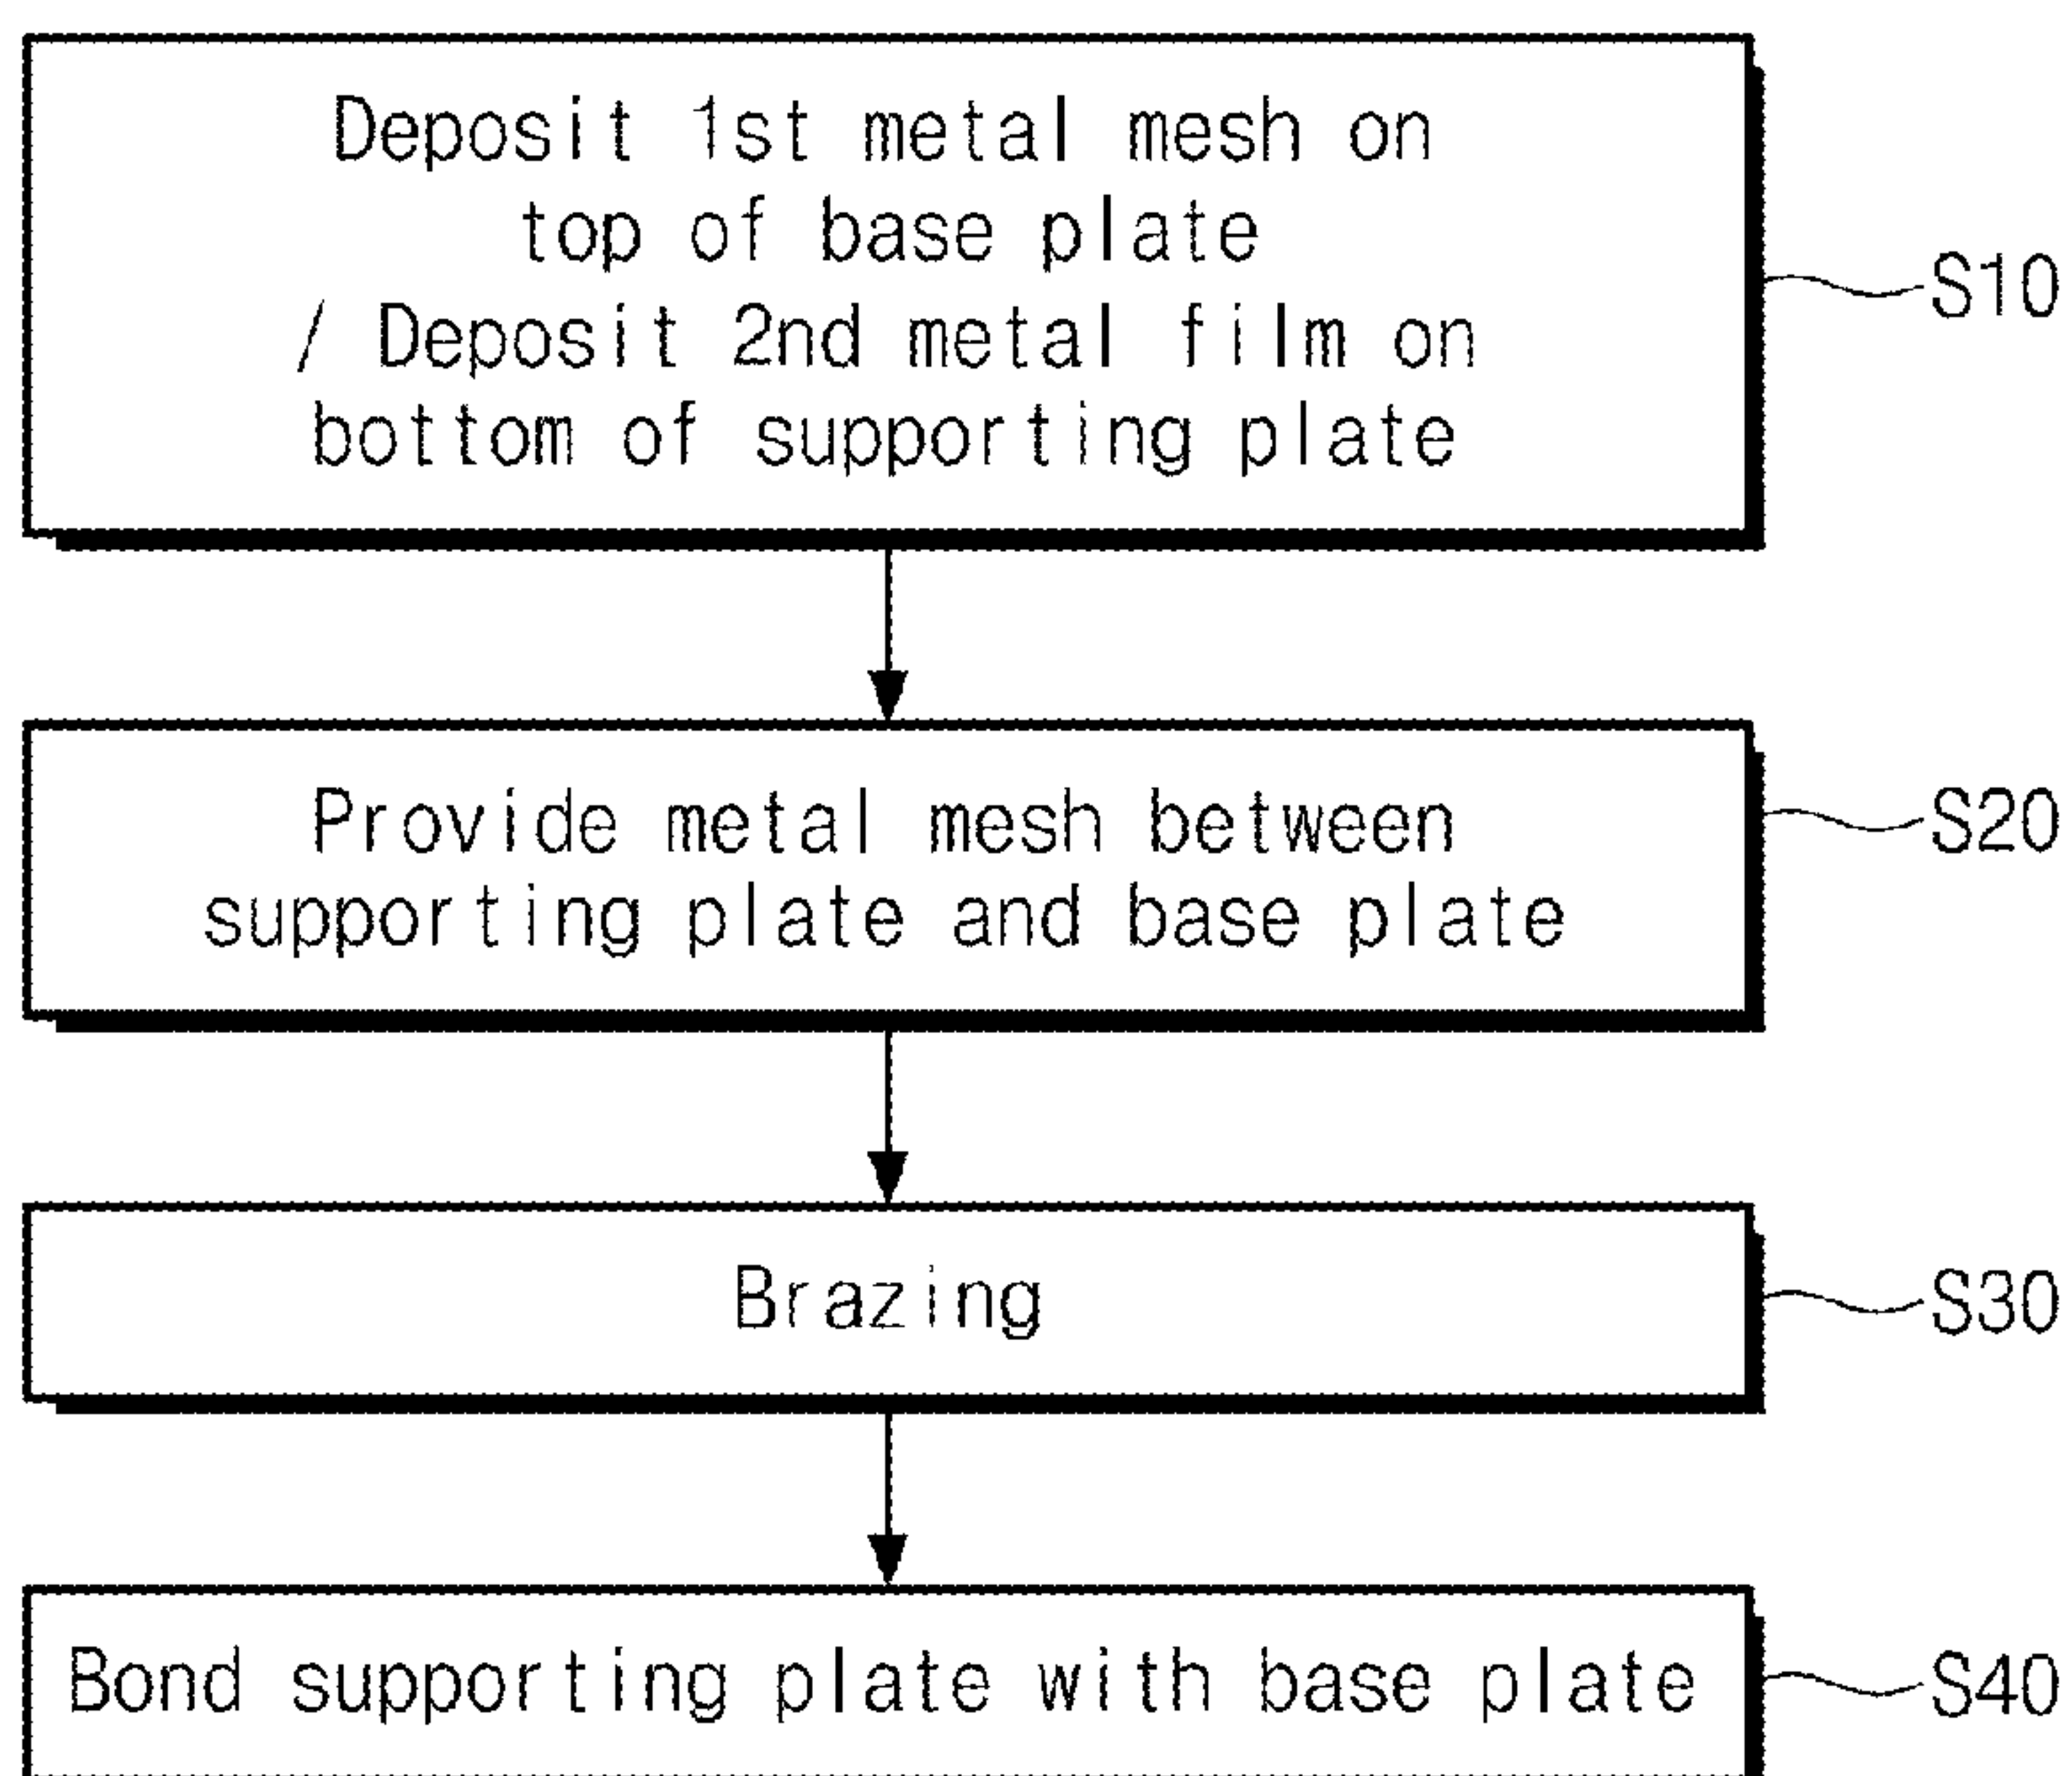 Deposit 1st metal mesh on
top of base plate
/ Deposit 2nd metal film on
bottom of supporting plate
S10
Provide metal mesh between
supporting plate and base plate
S20
Brazing
S30
Bond supporting plate with base plate
S40